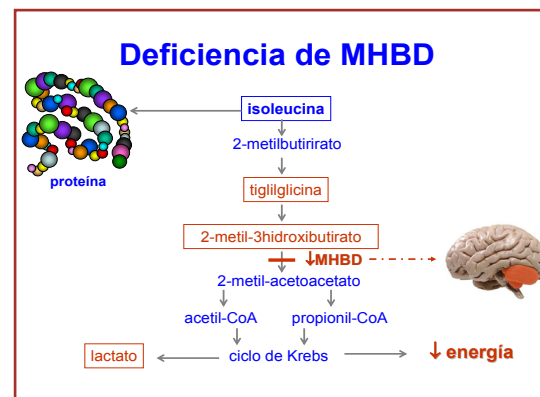 Deficiencia de MHBD
isoleucina
2-metilbutirirato
proteína
tiglilglicina
2-metil-3hidroxibutirato
↓MHBD
2-metil-acetoacetato
acetil-CoA propionil-CoA
lactato ciclo de Krebs ↓ energía